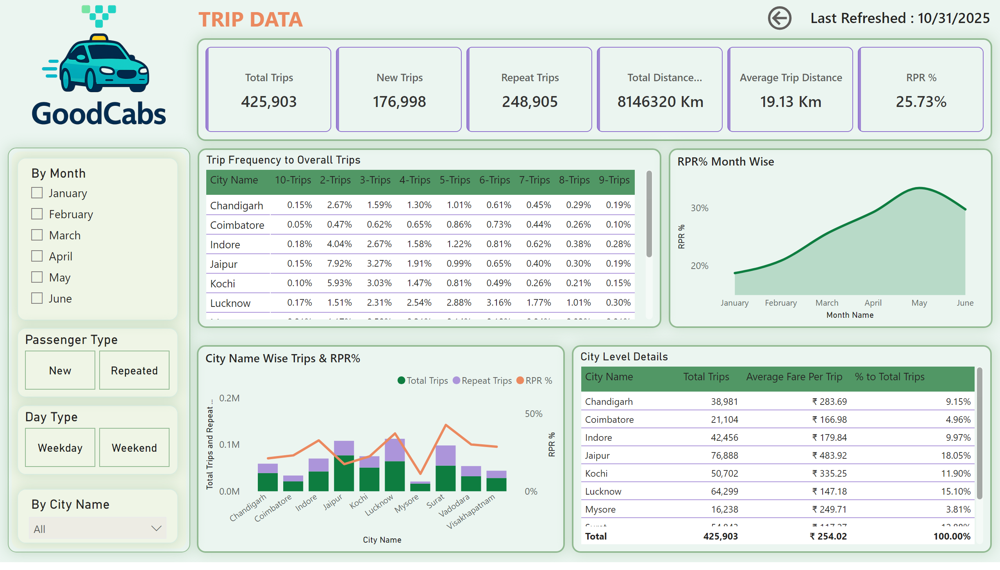 GoodCabs
TRIP DATA
Last Refreshed : 10/31/2025
Total Trips
425,903
New Trips
176,998
Repeat Trips
248,905
Total Distance...
8146320 Km
Average Trip Distance
19.13 Km
RPR %
25.73%
By Month
January
February
March
April
May
June
Passenger Type
New
Repeated
Day Type
Weekday
Weekend
By City Name
All
Trip Frequency to Overall Trips
City Name 10-Trips 2-Trips 3-Trips 4-Trips 5-Trips 6-Trips 7-Trips 8-Trips 9-Trips
Chandigarh 0.15% 2.67% 1.59% 1.30% 1.01% 0.61% 0.45% 0.29% 0.19%
Coimbatore 0.05% 0.47% 0.62% 0.65% 0.86% 0.73% 0.44% 0.26% 0.10%
Indore 0.18% 4.04% 2.67% 1.58% 1.22% 0.81% 0.62% 0.38% 0.28%
Jaipur 0.15% 7.92% 3.27% 1.91% 0.99% 0.65% 0.40% 0.30% 0.19%
Kochi 0.10% 5.93% 3.03% 1.47% 0.81% 0.49% 0.26% 0.21% 0.15%
Lucknow 0.17% 1.51% 2.31% 2.54% 2.88% 3.16% 1.77% 1.01% 0.30%
RPR% Month Wise
30%
20%
RPR %
January February March April May June
Month Name
City Name Wise Trips & RPR%
Total Trips Repeat Trips RPR %
Total Trips and Repeat ...
0.2M
0.1M
0.0M
50%
0%
RPR %
Chandigarh Coimbatore Indore Jaipur Kochi Lucknow Mysore Surat Vadodara Visakhapatnam
City Name
City Level Details
City Name Total Trips Average Fare Per Trip % to Total Trips
Chandigarh 38,981 ₹ 283.69 9.15%
Coimbatore 21,104 ₹ 166.98 4.96%
Indore 42,456 ₹ 179.84 9.97%
Jaipur 76,888 ₹ 483.92 18.05%
Kochi 50,702 ₹ 335.25 11.90%
Lucknow 64,299 ₹ 147.18 15.10%
Mysore 16,238 ₹ 249.71 3.81%
Total 425,903 ₹ 254.02 100.00%